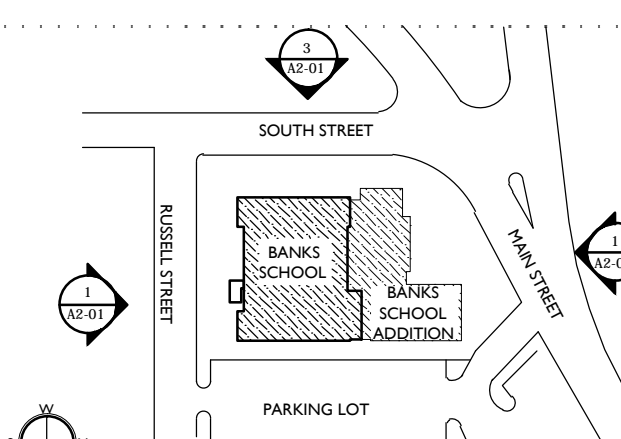 3
A2-01
SOUTH STREET
RUSSELL STREET
BANKS
SCHOOL
MAIN STREET
1
1
A2-01
BANKS
SCHOOL
ADDITION
PARKING LOT
W